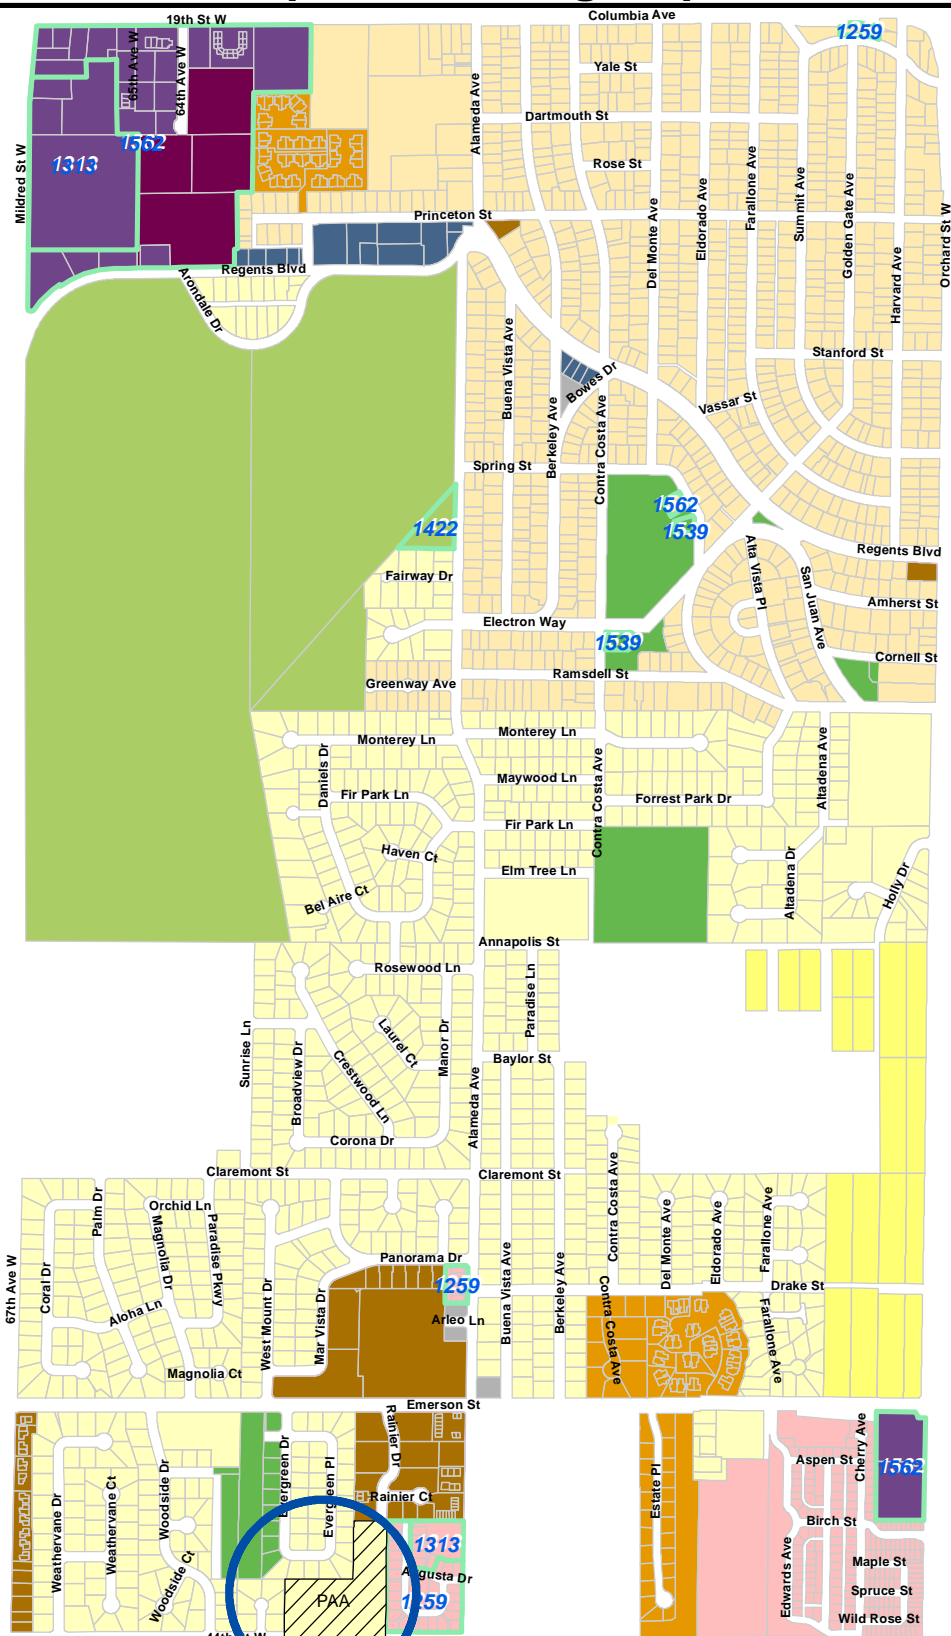 19th St W
Columbia Ave
1259
65th Ave W
64th Ave W
Yale St
Alameda Ave
Dartmouth St
1562
1313
Rose St
Mildred St W
Farallone Ave
Summit Ave
Golden Gate Ave
Eldorado Ave
Del Monte Ave
Orchard St W
Princeton St
Harvard Ave
Regents Blvd
Arondale Dr
Buena Vista Ave
Stanford St
Bowes Dr
Vassar St
Berkeley Ave
Contra Costa Ave
Spring St
1562
1422
1539
Regents Blvd
Alta Vista Pl
San Juan Ave
Fairway Dr
Amherst St
Electron Way
1539
Cornell St
Ramsdell St
Greenway Ave
Monterey Ln
Monterey Ln
Daniels Dr
Altadena Ave
Maywood Ln
Contra Costa Ave
Fir Park Ln
Forrest Park Dr
Fir Park Ln
Haven Ct
Elm Tree Ln
Altadena Dr
Holly Dr
Bel Aire Ct
Annapolis St
Rosewood Ln
Paradise Ln
Laurel Ct
Manor Dr
Sunrise Ln
Broadview Dr
Crestwood Ln
Baylor St
Alameda Ave
Corona Dr
Claremont St
Claremont St
Contra Costa Ave
Palm Dr
Orchid Ln
Magnolia Dr
Paradise Pkwy
Del Monte Ave
Eldorado Ave
Farallone Ave
67th Ave W
Coral Dr
Panorama Dr
Buena Vista Ave
Berkeley Ave
1259
Drake St
Aloha Ln
West Mount Dr
Mar Vista Dr
Arleo Ln
Contra Costa Ave
Farallone Ave
Magnolia Ct
Emerson St
Rainier Dr
Cherry Ave
Aspen St
1562
Evergreen Dr
Evergreen Pl
Estate Pl
Weathervane Dr
Weathervane Ct
Woodside Dr
Rainier Ct
Birch St
1313
Edwards Ave
Maple St
Woodside Ct
Augusta Dr
Spruce St
PAA
1259
Wild Rose St
44th St W